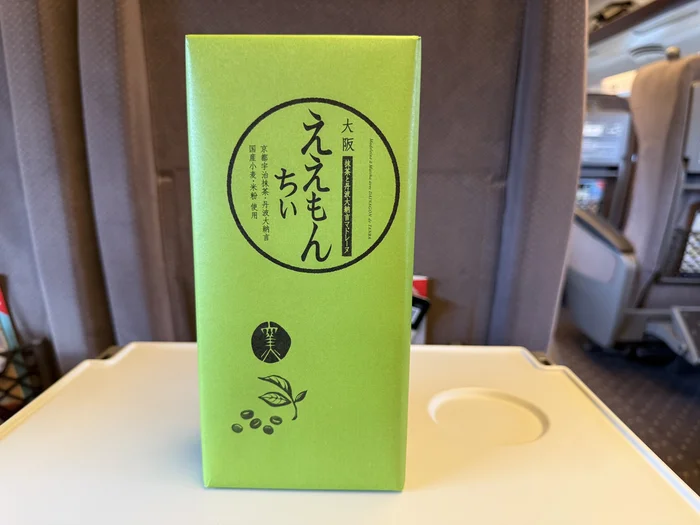 大阪
ええもん
ちぃ
抹茶と丹波大納言マドレーヌ
京都宇治抹茶・丹波大納言
国産小麦・米粉 使用